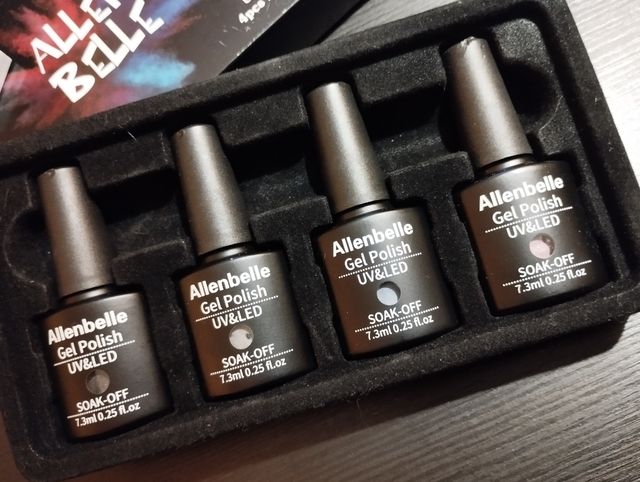 ALLEN
BELLE
4pcs
Allenbelle
Gel Polish
UV&LED
SOAK-OFF
7.3ml 0.25 fl.oz
Allenbelle
Gel Polish
UV&LED
SOAK-OFF
7.3ml 0.25 fl.oz
Allenbelle
Gel Polish
UV&LED
SOAK-OFF
7.3ml 0.25 fl.oz
Allenbelle
Gel Polish
UV&LED
SOAK-OFF
7.3ml 0.25 fl.oz